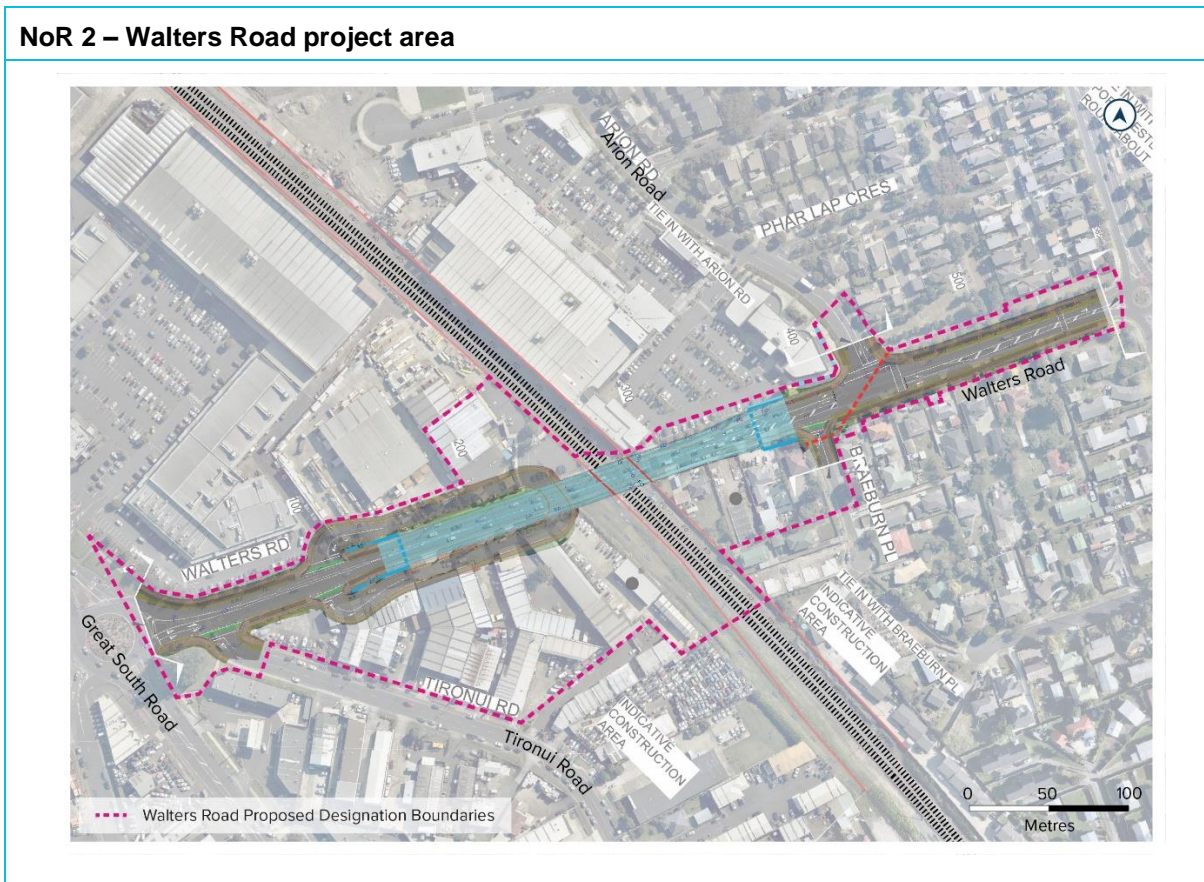 NoR 2 – Walters Road project area
ARION RD
Arion Road
TIE IN WITH ARION RD
PHAR LAP CRES
500
400
400
200
100
WALTERS RD
Walters Road
BRAEBURN PL
TIE IN WITH BRAEBURN PL
INDICATIVE
CONSTRUCTION
AREA
Great South Road
TIRONUI RD
Tironui Road
INDICATIVE
CONSTRUCTION
AREA
0 50 100
Metres
Walters Road Proposed Designation Boundaries